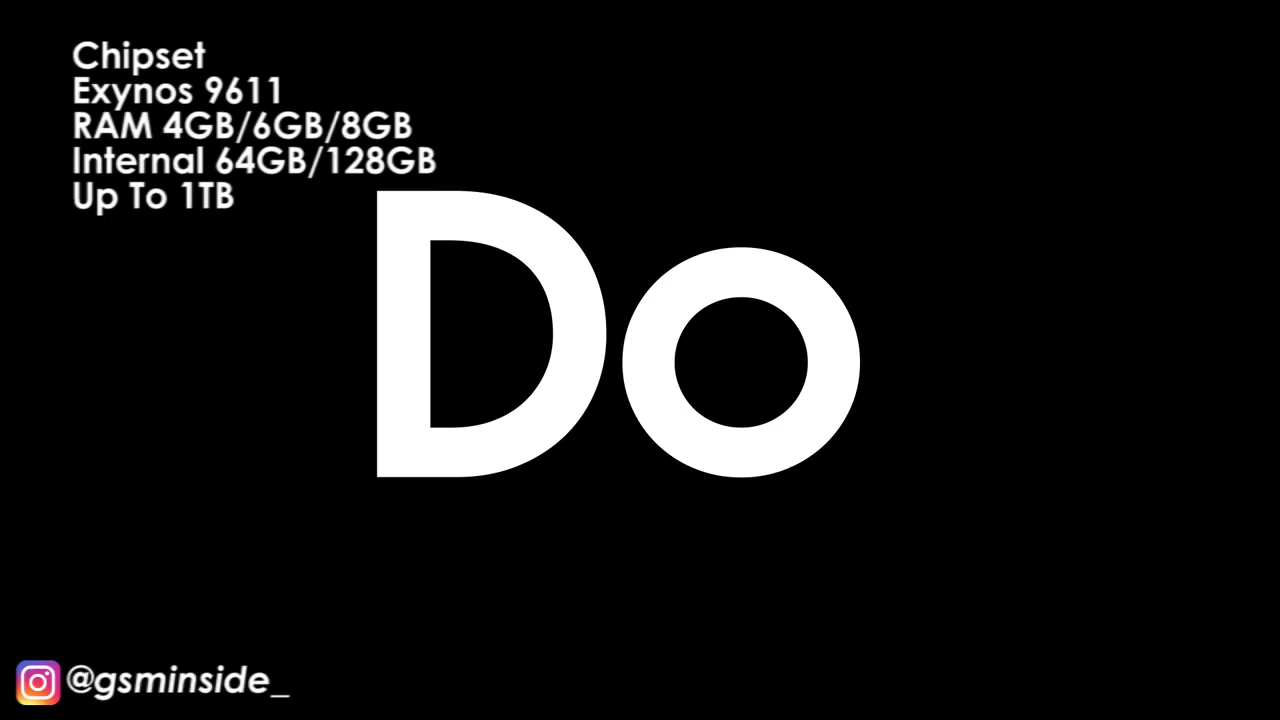 Chipset
Exynos 9611
RAM 4GB/6GB/8GB
Internal 64GB/128GB
Up To 1TB
Do
@gsminside_